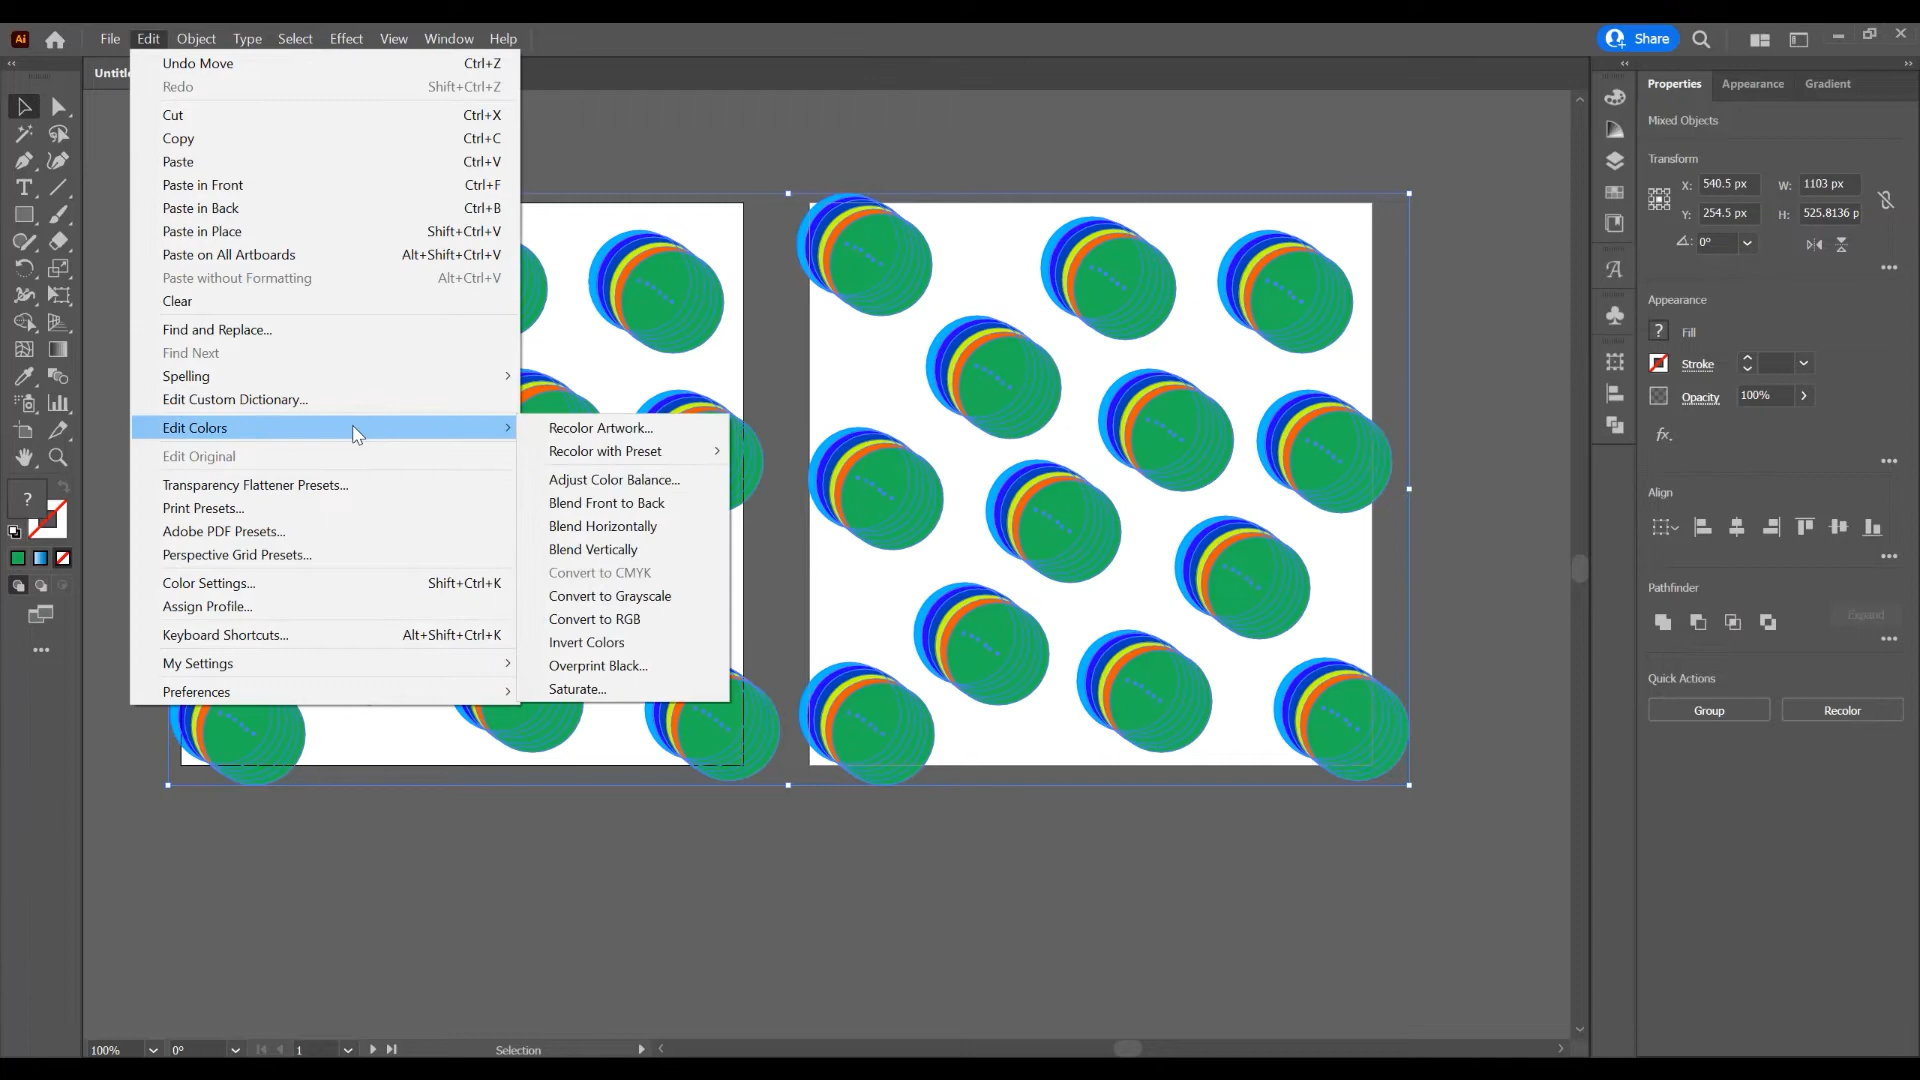 Ai
File Edit Object Type Select Effect View Window Help
Share
Undo Move Ctrl+Z
Redo Shift+Ctrl+Z
Cut Ctrl+X
Copy Ctrl+C
Paste Ctrl+V
Paste in Front Ctrl+F
Paste in Back Ctrl+B
Paste in Place Shift+Ctrl+V
Paste on All Artboards Alt+Shift+Ctrl+V
Paste without Formatting Alt+Ctrl+V
Clear
Find and Replace...
Find Next
Spelling
Edit Custom Dictionary...
Edit Colors
Edit Original
Transparency Flattener Presets...
Print Presets...
Adobe PDF Presets...
Perspective Grid Presets...
Color Settings... Shift+Ctrl+K
Assign Profile...
Keyboard Shortcuts... Alt+Shift+Ctrl+K
My Settings
Preferences
Recolor Artwork...
Recolor with Preset
Adjust Color Balance...
Blend Front to Back
Blend Horizontally
Blend Vertically
Convert to CMYK
Convert to Grayscale
Convert to RGB
Invert Colors
Overprint Black...
Saturate...
Properties Appearance Gradient
Mixed Objects
Transform
X: 540.5 px W: 1103 px
Y: 254.5 px H: 525.8136 p
0°
Appearance
? Fill
Stroke
Opacity 100%
fx.
Align
Pathfinder
Expand
Quick Actions
Group Recolor
?
100% 0° 1 Selection